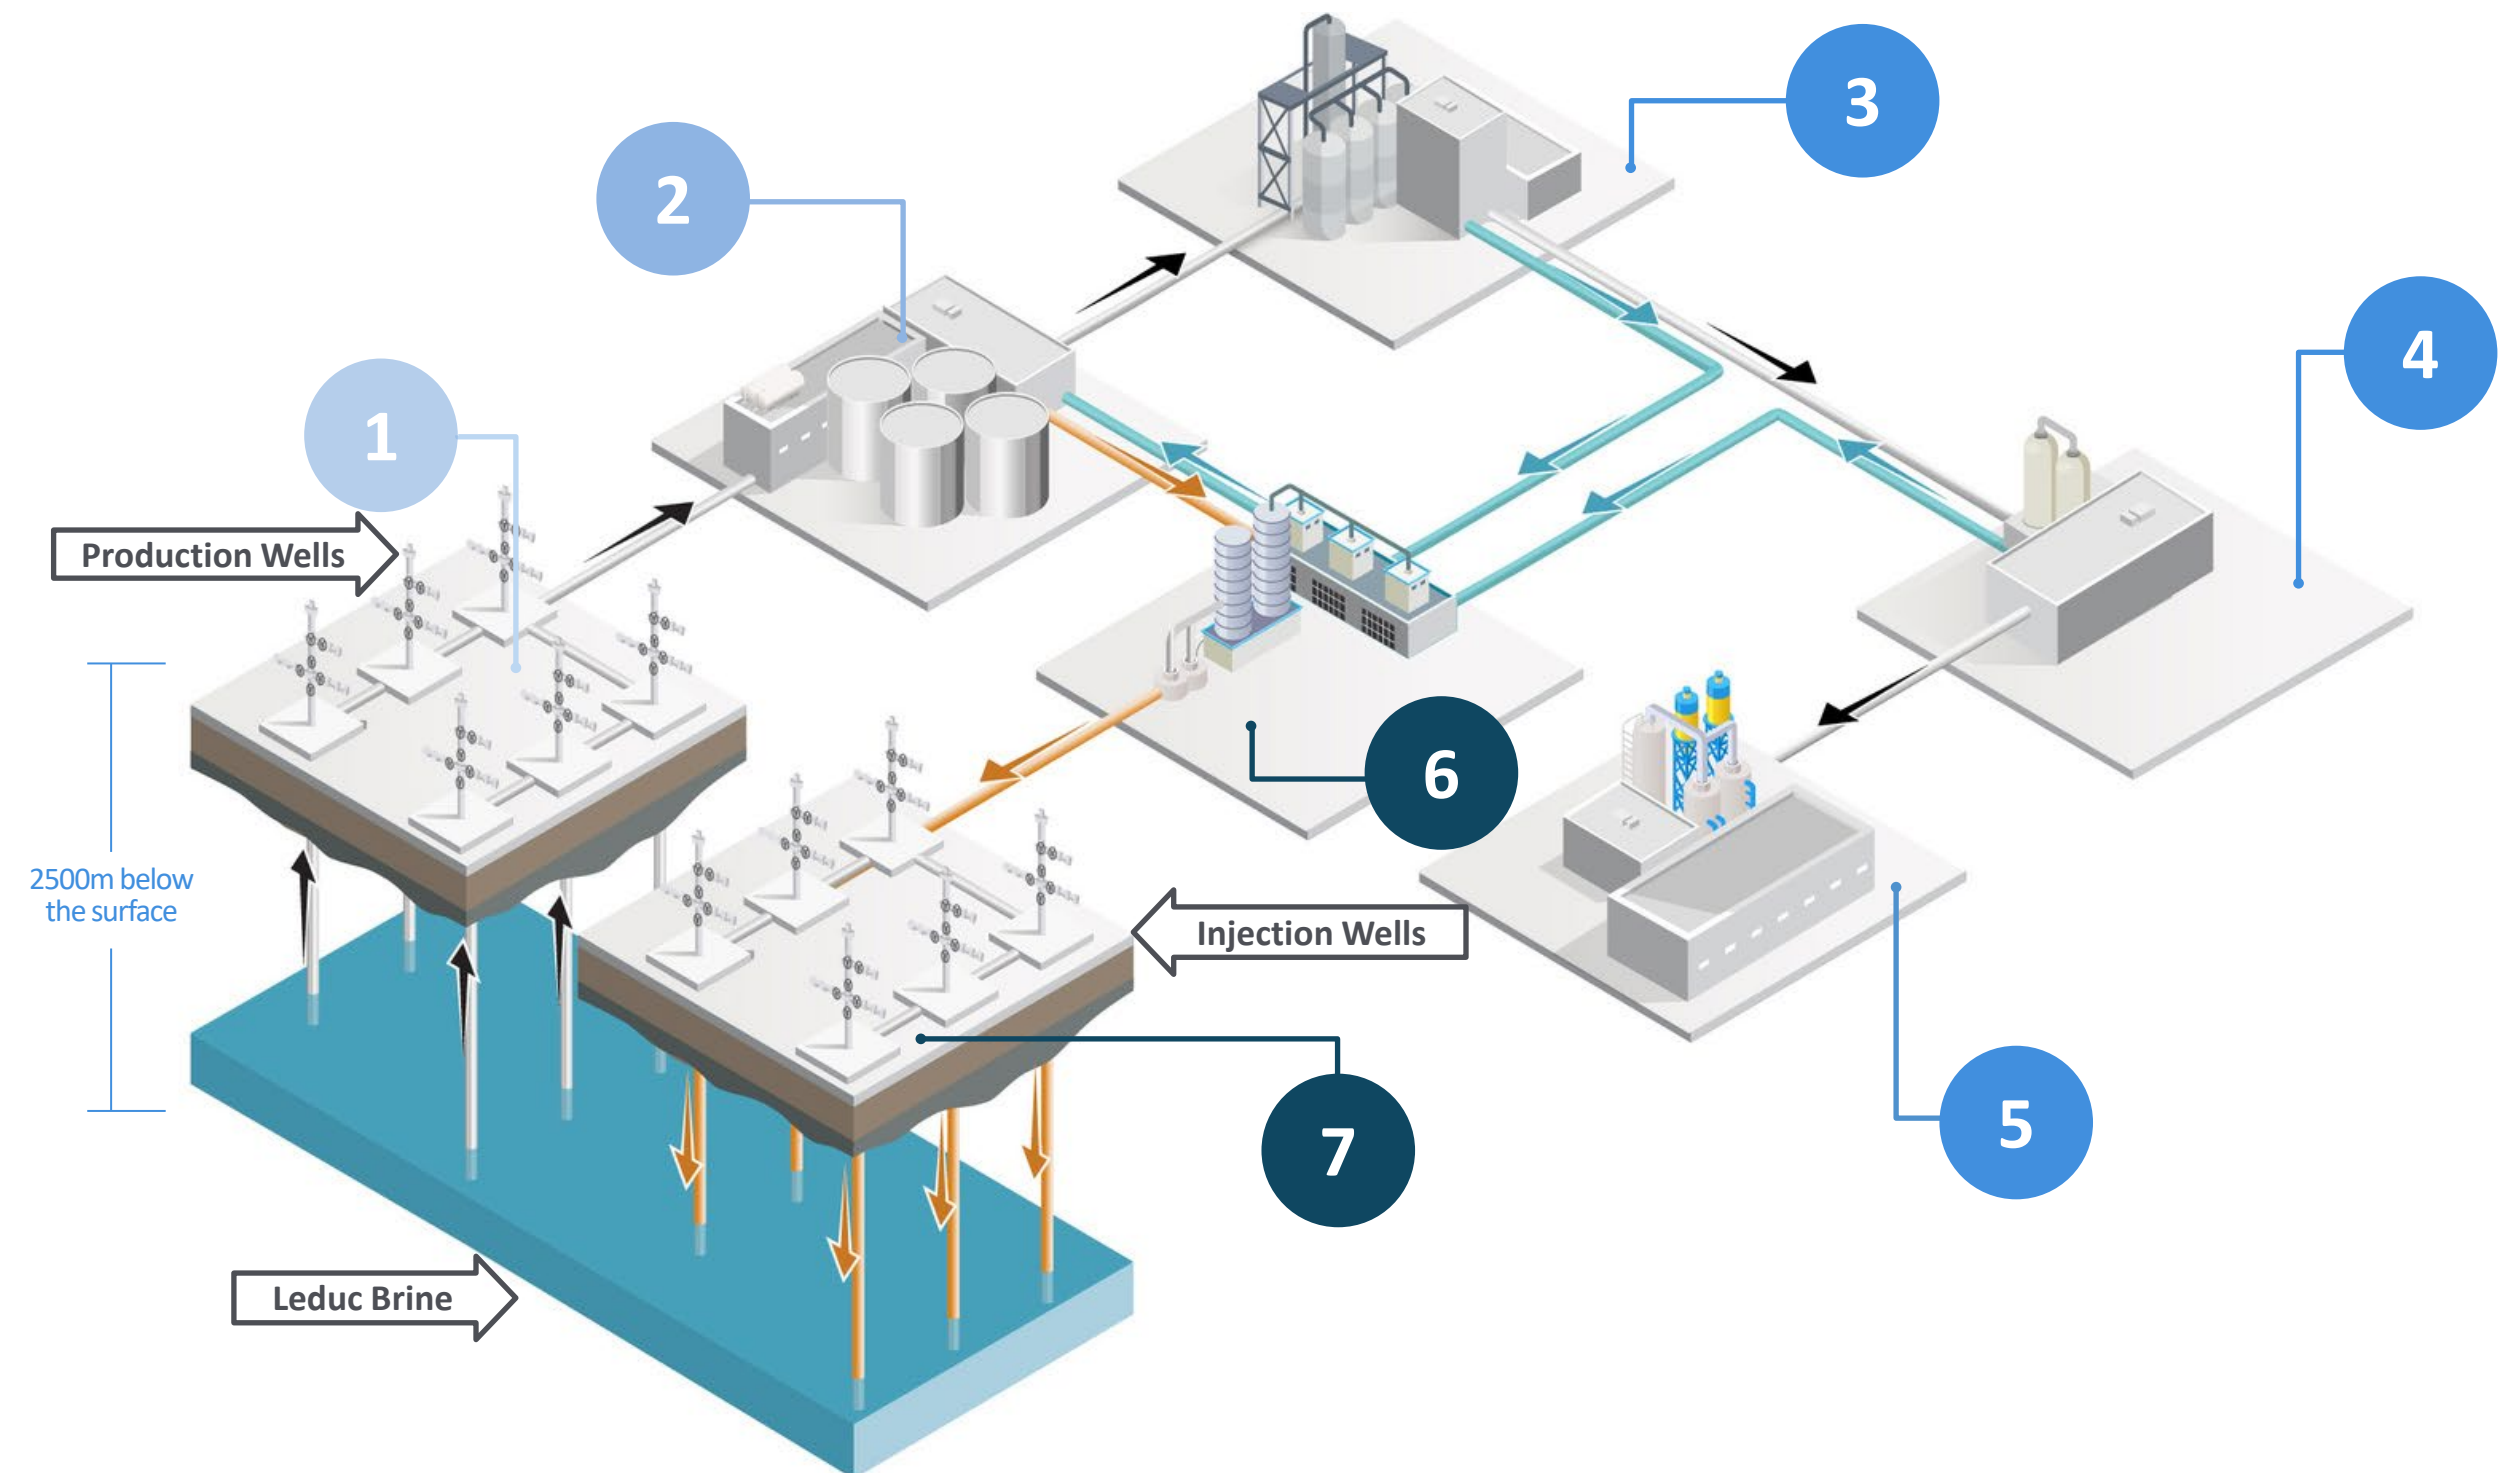 3
2
4
1
Production Wells
6
2500m below
the surface
Injection Wells
5
7
Leduc Brine